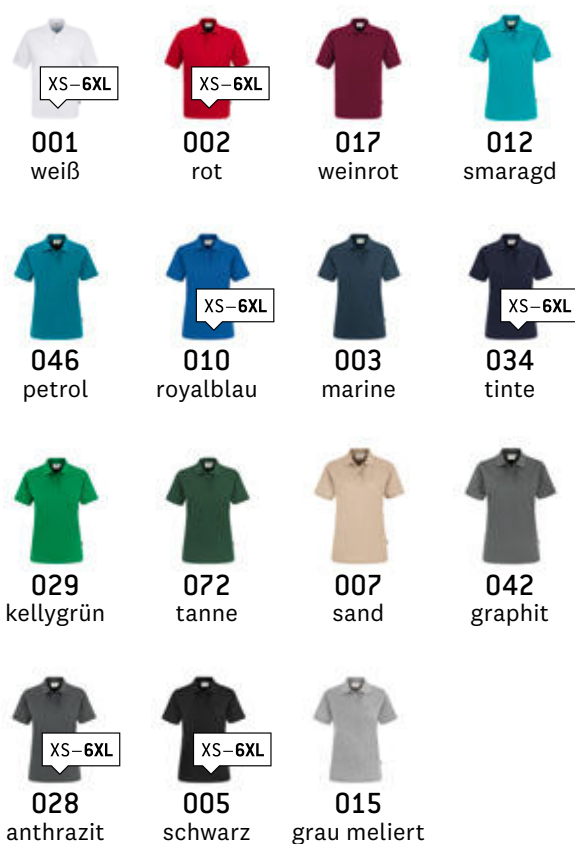 XS–6XL
XS–6XL
001
002
017
012
weiß
rot
weinrot
smaragd
XS–6XL
XS–6XL
046
010
003
034
petrol
royalblau
marine
tinte
029
072
007
042
kellygrün
tanne
sand
graphit
XS–6XL
XS–6XL
028
005
015
anthrazit
schwarz
grau meliert